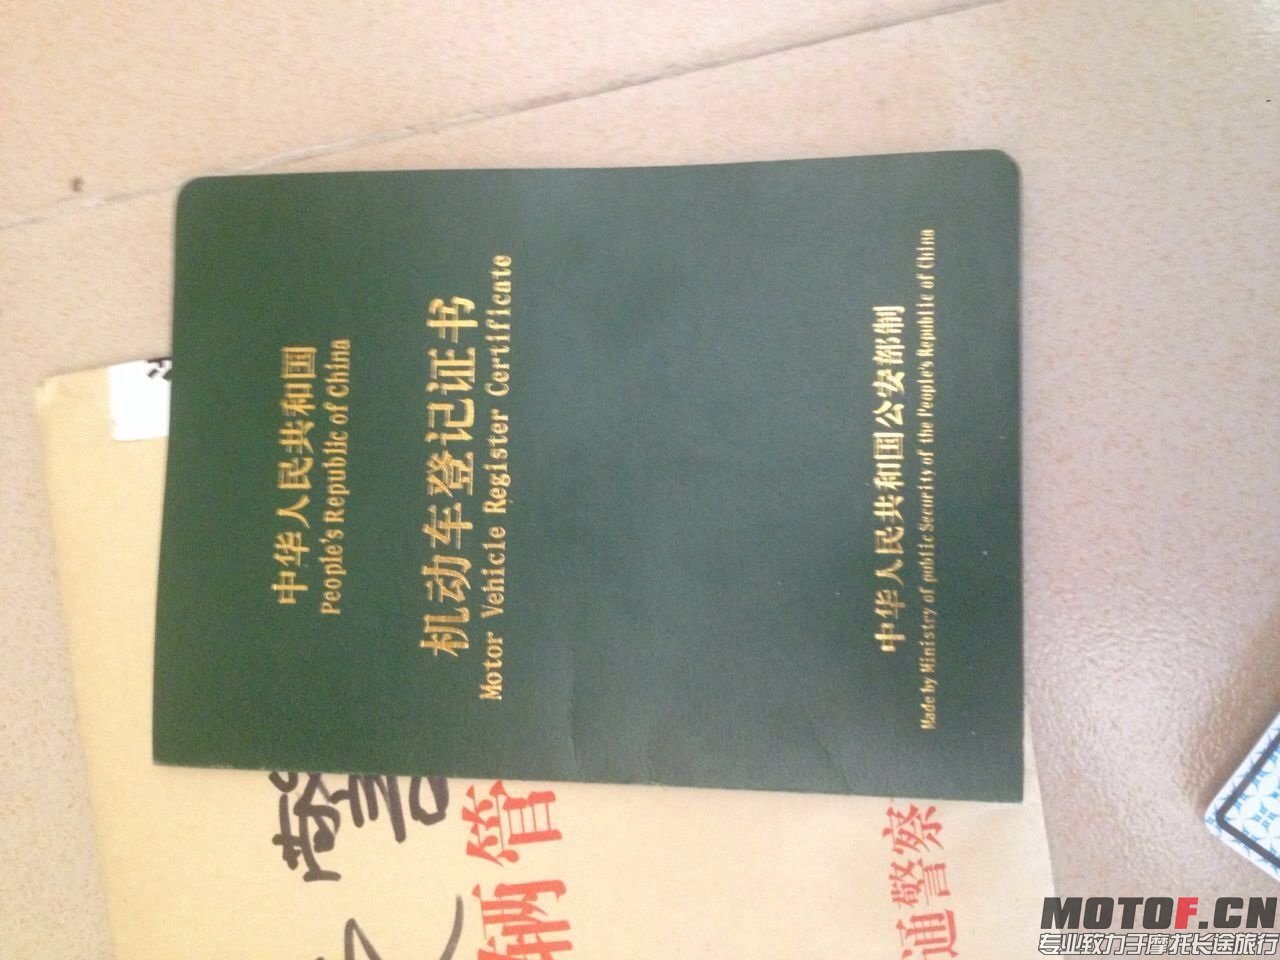 中华人民共和国
People's Republic of China
机动车登记证书
Motor Vehicle Register Certificate
中华人民共和国公安部制
Made by Ministry of public Security of the People's Republic of China
警
辆管
通警察
MOTOF.CN
专业致力于摩托长途旅行